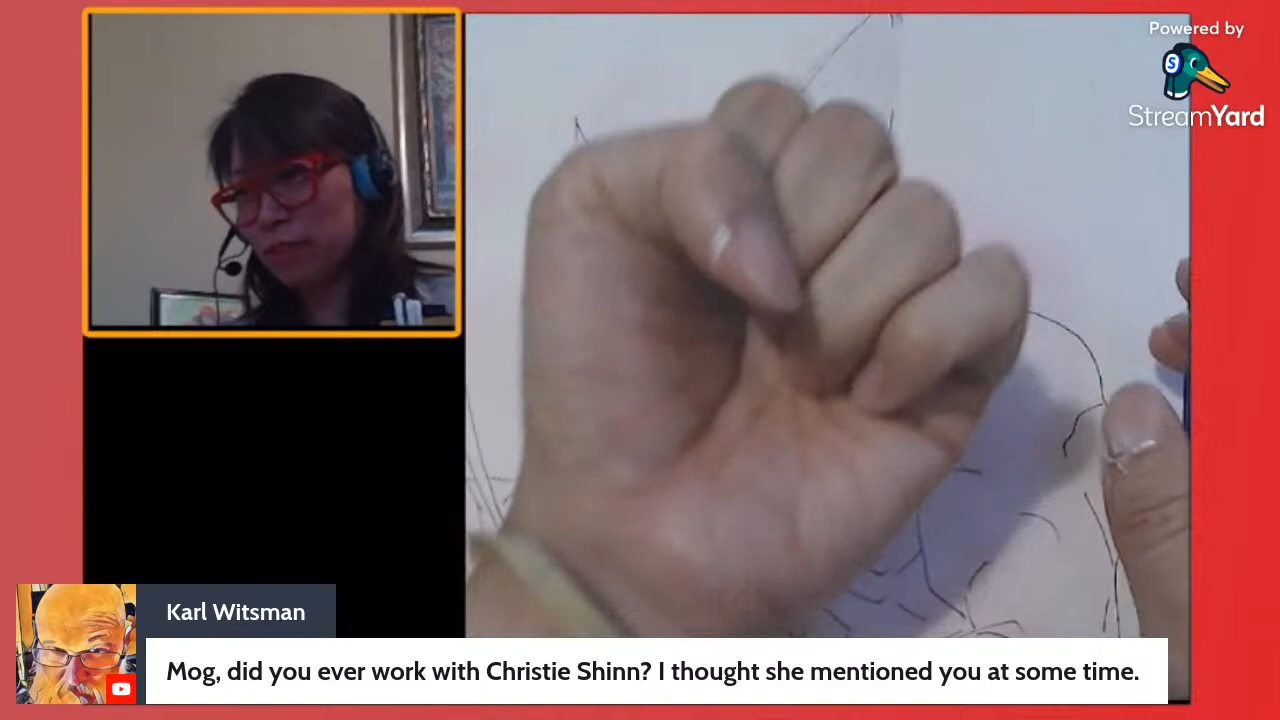 Powered by
StreamYard
Karl Witsman
Mog, did you ever work with Christie Shinn? I thought she mentioned you at some time.